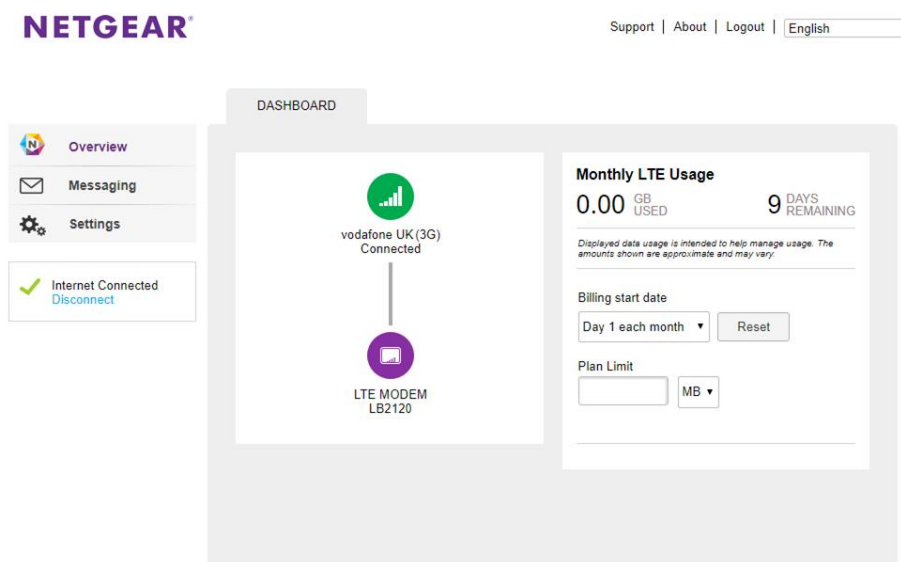 NETGEAR®
Support | About | Logout | English
DASHBOARD
N
Overview
Messaging
Settings
Internet Connected
Disconnect
vodafone UK (3G)
Connected
LTE MODEM
LB2120
Monthly LTE Usage
0.00 GB USED
9 DAYS REMAINING
Displayed data usage is intended to help manage usage. The
amounts shown are approximate and may vary.
Billing start date
Day 1 each month
Reset
Plan Limit
MB